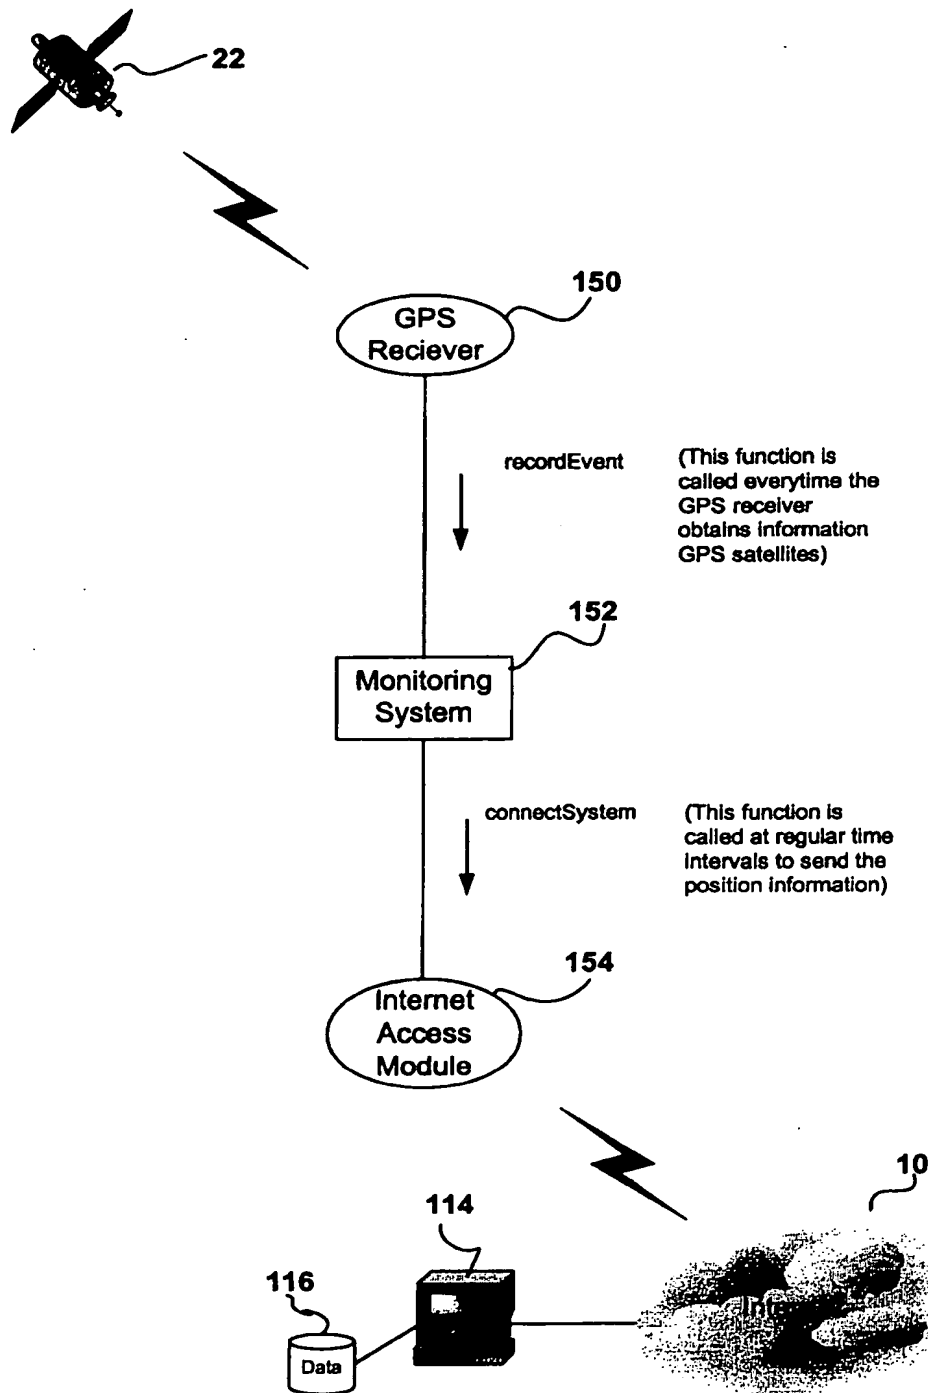 22
150
GPS
Reciever
recordEvent
(This function is
called everytime the
GPS receiver
obtains information
GPS satellites)
152
Monitoring
System
connectSystem
(This function is
called at regular time
intervals to send the
position information)
154
Internet
Access
Module
10
114
116
Internet
Data